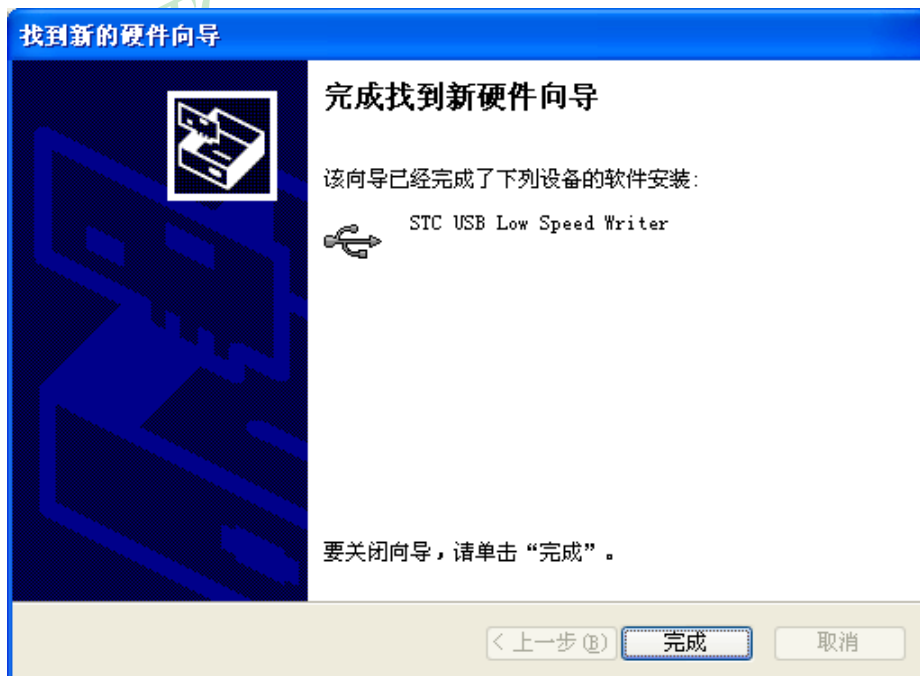 找到新的硬件向导
完成找到新硬件向导
该向导已经完成了下列设备的软件安装:
STC USB Low Speed Writer
要关闭向导，请单击“完成”。
< 上一步(B)
完成
取消